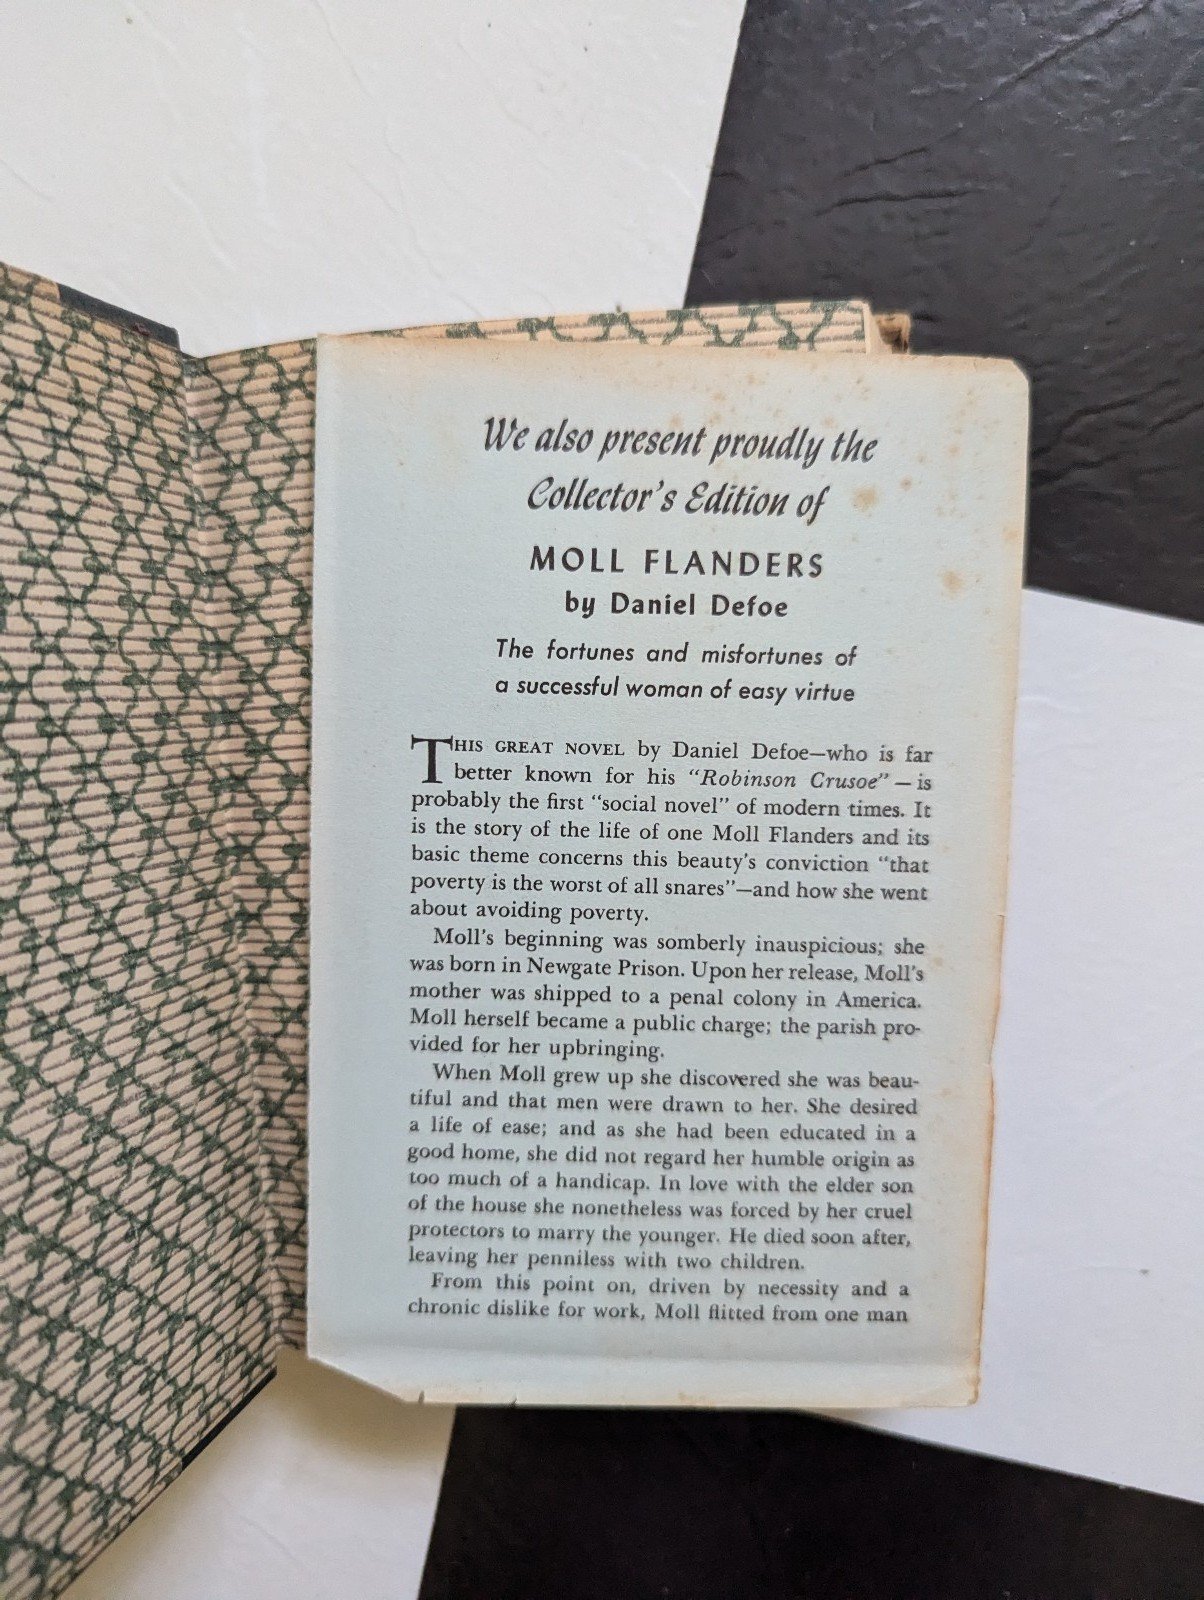 We also present proudly the
Collector's Edition of
MOLL FLANDERS
by Daniel Defoe
The fortunes and misfortunes of
a successful woman of easy virtue
THIS GREAT NOVEL by Daniel Defoe—who is far
better known for his "Robinson Crusoe" — is
probably the first "social novel" of modern times. It
is the story of the life of one Moll Flanders and its
basic theme concerns this beauty's conviction "that
poverty is the worst of all snares"—and how she went
about avoiding poverty.
Moll's beginning was somberly inauspicious; she
was born in Newgate Prison. Upon her release, Moll's
mother was shipped to a penal colony in America.
Moll herself became a public charge; the parish pro-
vided for her upbringing.
When Moll grew up she discovered she was beau-
tiful and that men were drawn to her. She desired
a life of ease; and as she had been educated in a
good home, she did not regard her humble origin as
too much of a handicap. In love with the elder son
of the house she nonetheless was forced by her cruel
protectors to marry the younger. He died soon after,
leaving her penniless with two children.
From this point on, driven by necessity and a
chronic dislike for work, Moll flitted from one man